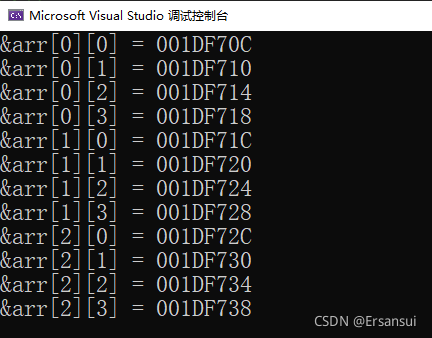 Microsoft Visual Studio 调试控制台
&arr[0][0] = 001DF70C
&arr[0][1] = 001DF710
&arr[0][2] = 001DF714
&arr[0][3] = 001DF718
&arr[1][0] = 001DF71C
&arr[1][1] = 001DF720
&arr[1][2] = 001DF724
&arr[1][3] = 001DF728
&arr[2][0] = 001DF72C
&arr[2][1] = 001DF730
&arr[2][2] = 001DF734
&arr[2][3] = 001DF738
CSDN @Ersansui